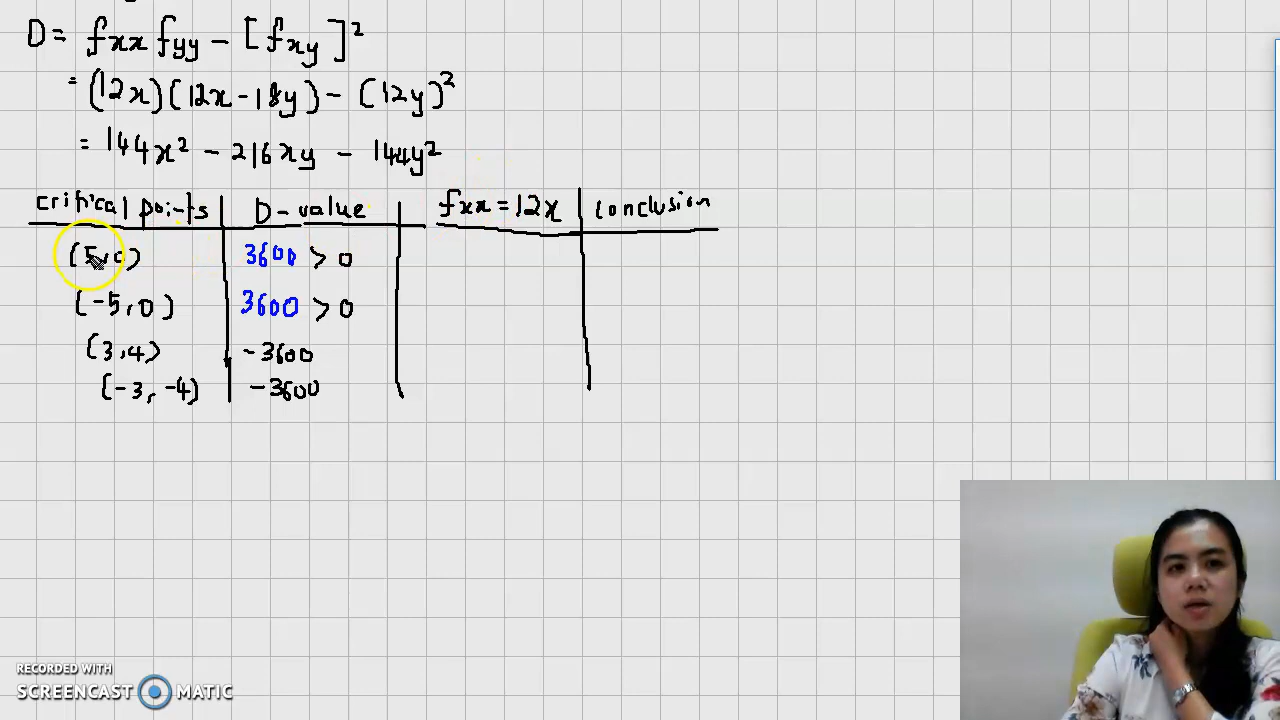 D = fxx fyy - [fxy]²
= (12x)(12x - 18y) - (12y)²
= 144x² - 216xy - 144y²
critical points | D-value | fxx = 12x | conclusion
(5, 0) | 3600 > 0
(-5, 0) | 3600 > 0
(3, 4) | -3600
(-3, -4) | -3600
RECORDED WITH
SCREENCAST MATIC